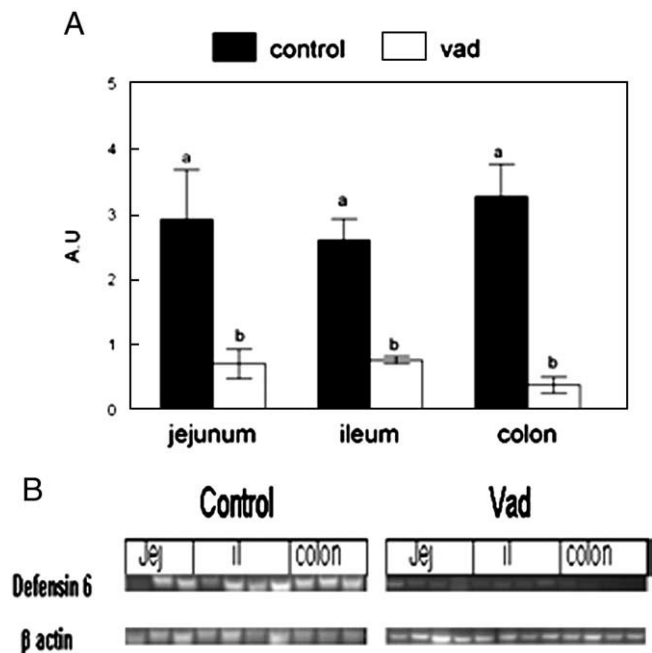 A
control vad
5
4
3
2
1
0
A.U
a
b
a
b
a
b
jejunum ileum colon
B
Control Vad
Jej il colon Jej il colon
Defensin 6
β actin